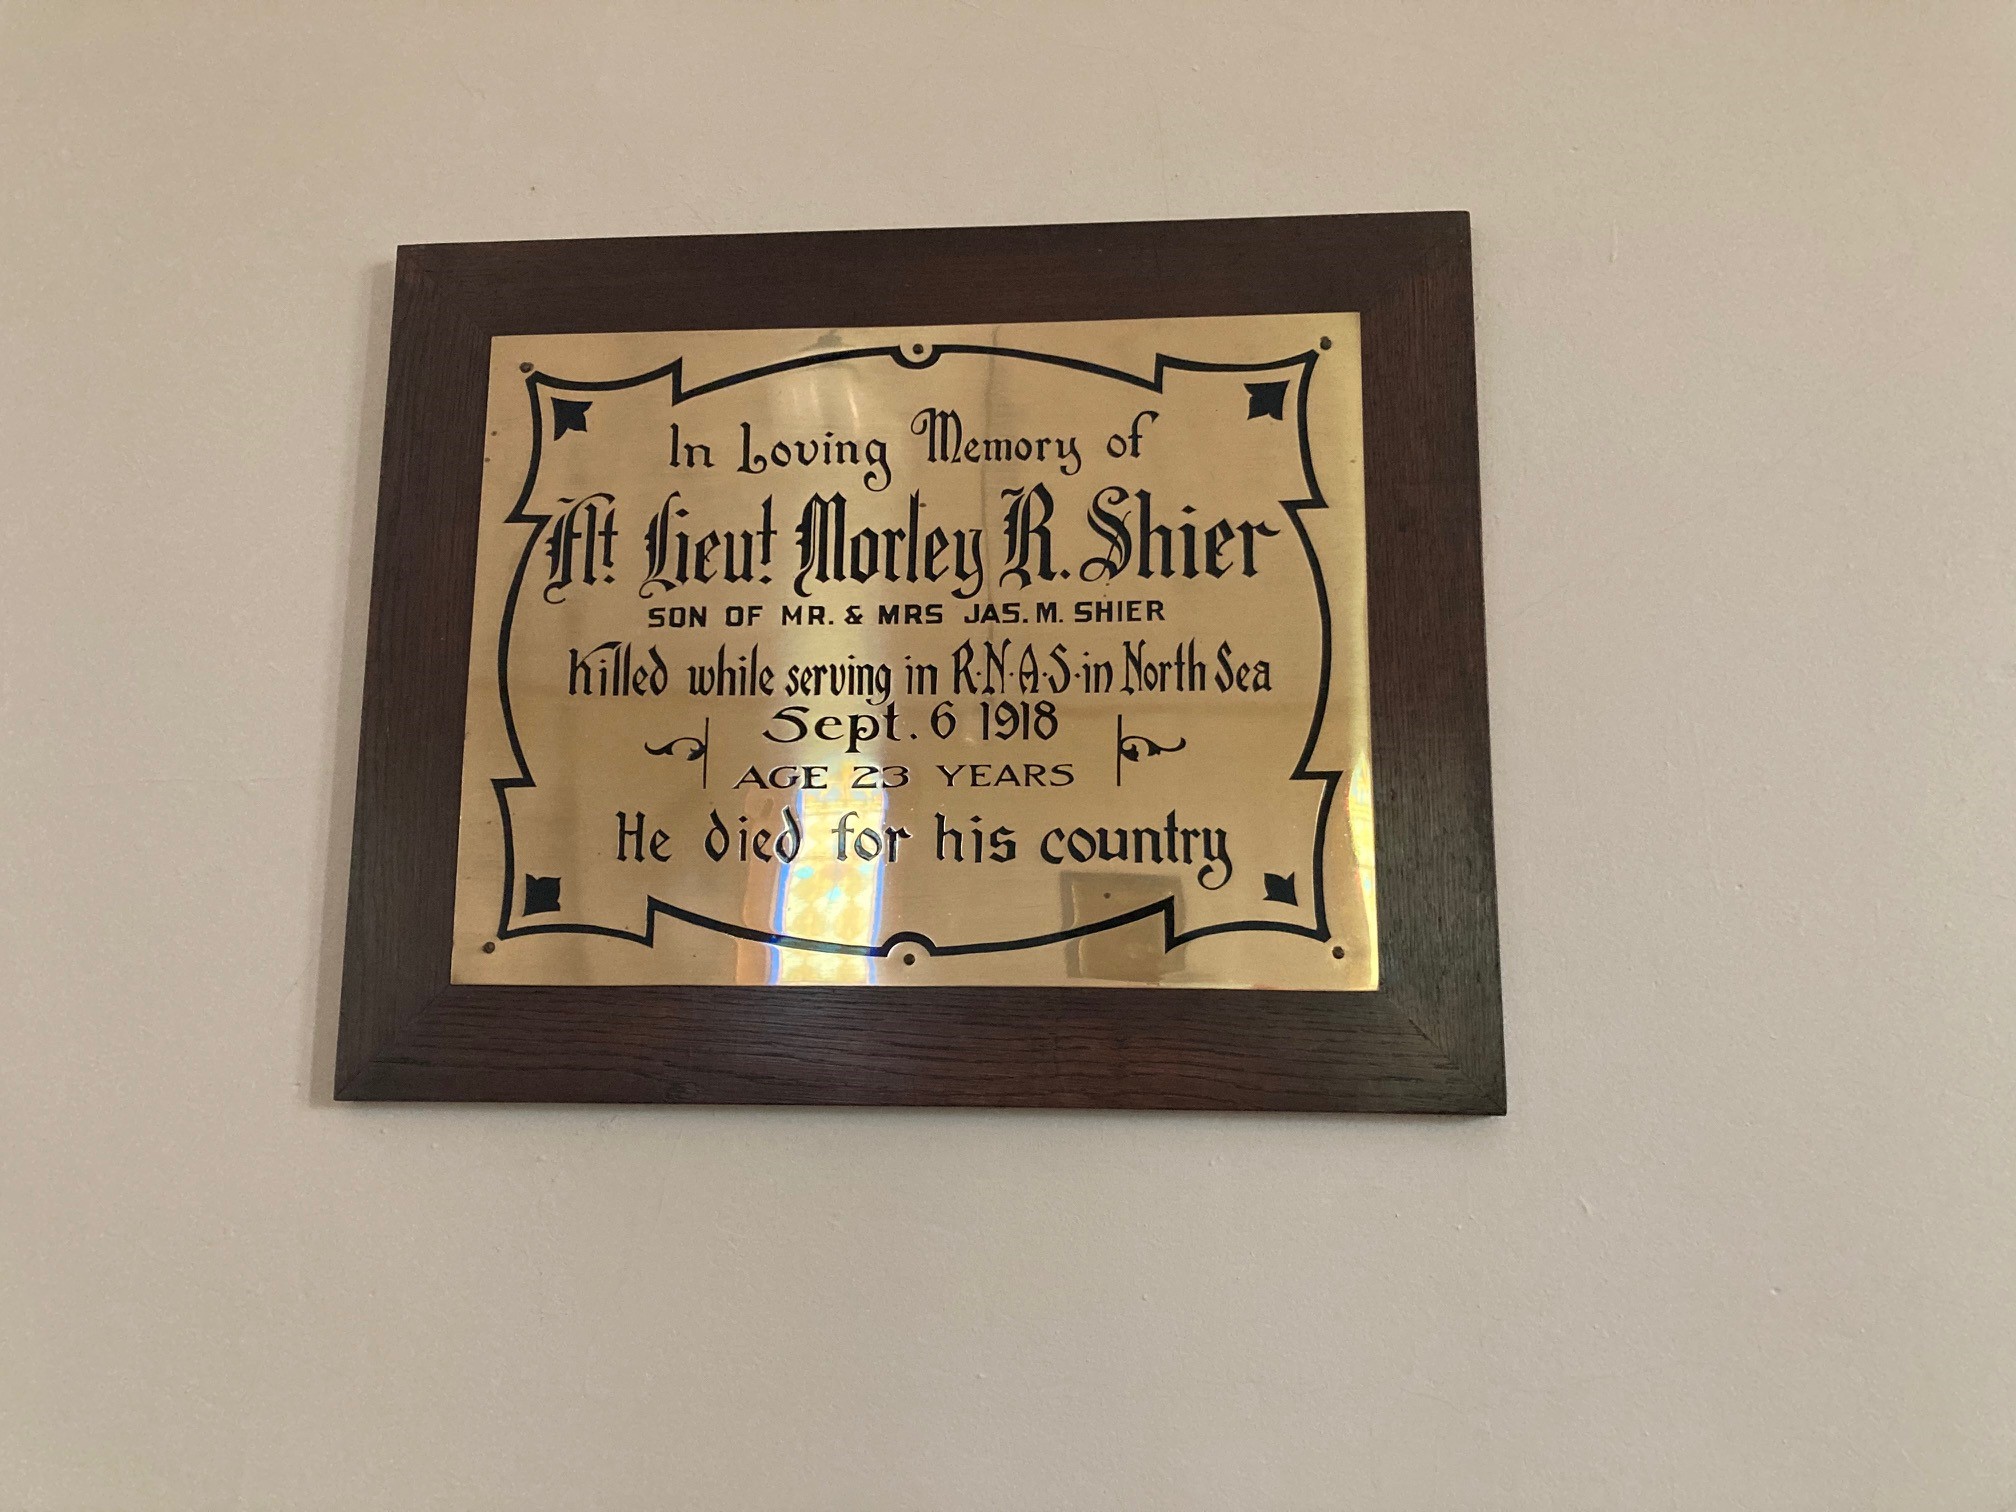 In Loving Memory of
Flt. Lieut. Morley R. Shier
SON OF MR. & MRS JAS. M. SHIER
Killed while serving in R·N·A·S· in North Sea
Sept. 6 1918
AGE 23 YEARS
He died for his country